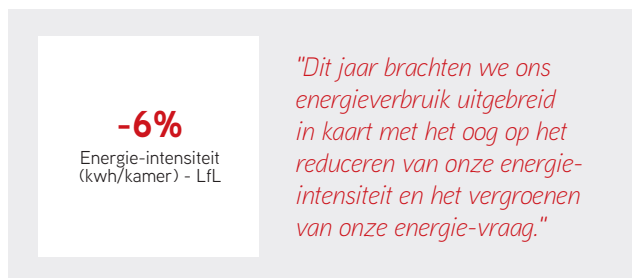 -6%
Energie-intensiteit
(kwh/kamer) - LfL
"Dit jaar brachten we ons
energieverbruik uitgebreid
in kaart met het oog op het
reduceren van onze energie-
intensiteit en het vergroenen
van onze energie-vraag."